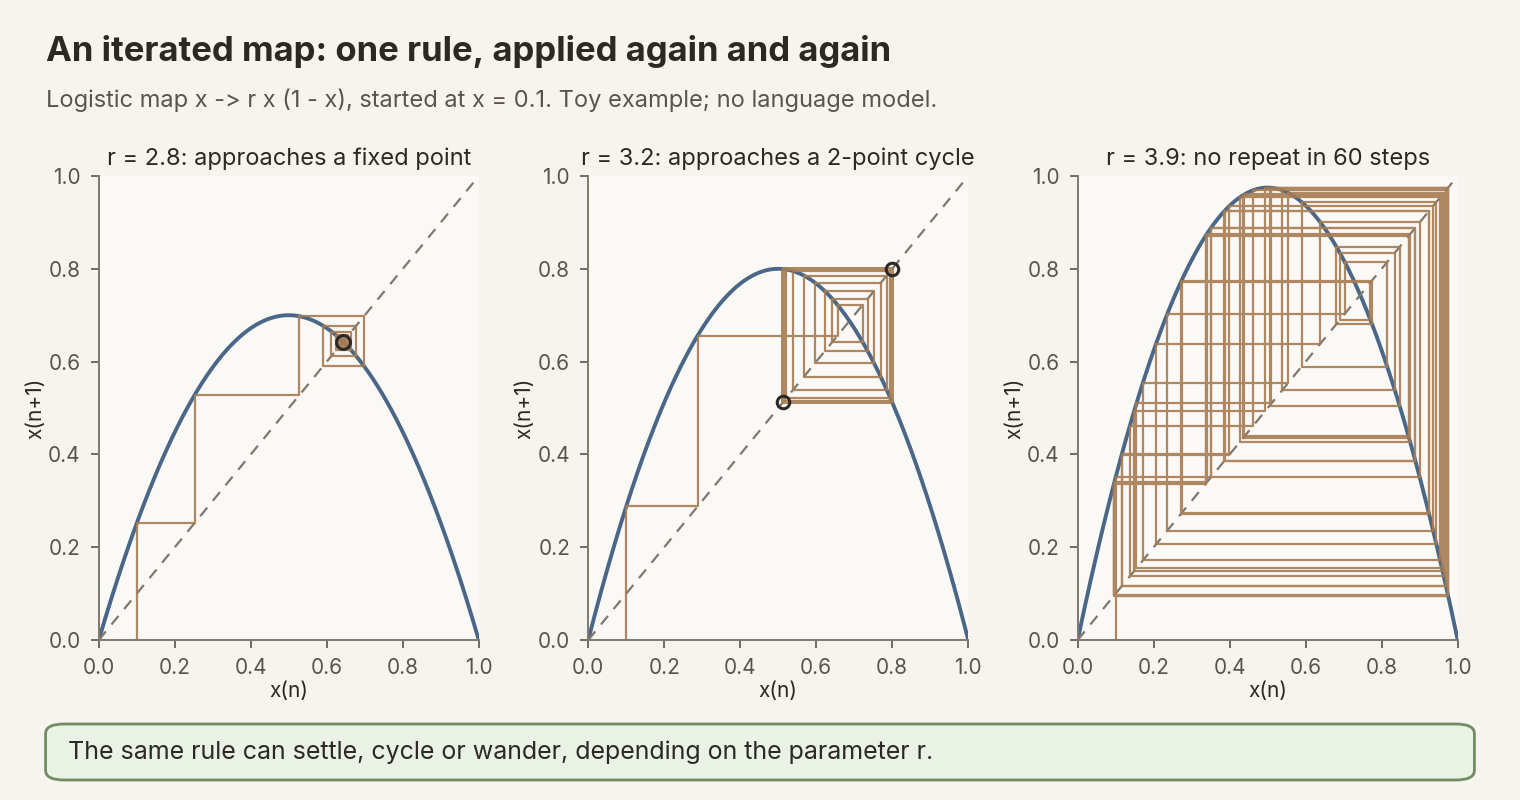 An iterated map: one rule, applied again and again
Logistic map x -> r x (1 - x), started at x = 0.1. Toy example; no language model.
r = 2.8: approaches a fixed point
1.0
0.8
0.6
0.4
0.2
0.0
x(n+1)
0.0 0.2 0.4 0.6 0.8 1.0
x(n)
r = 3.2: approaches a 2-point cycle
1.0
0.8
0.6
0.4
0.2
0.0
x(n+1)
0.0 0.2 0.4 0.6 0.8 1.0
x(n)
r = 3.9: no repeat in 60 steps
1.0
0.8
0.6
0.4
0.2
0.0
x(n+1)
0.0 0.2 0.4 0.6 0.8 1.0
x(n)
The same rule can settle, cycle or wander, depending on the parameter r.